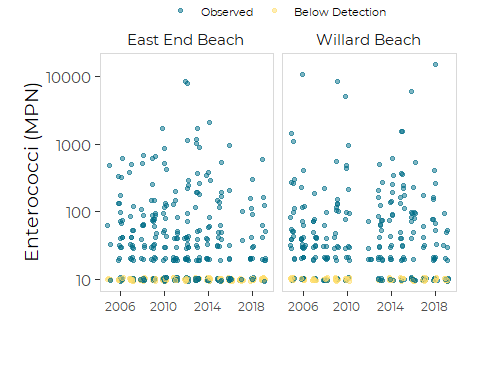 Observed Below Detection
East End Beach Willard Beach
Enterococci (MPN)
10000
1000
100
10
2006 2010 2014 2018 2006 2010 2014 2018